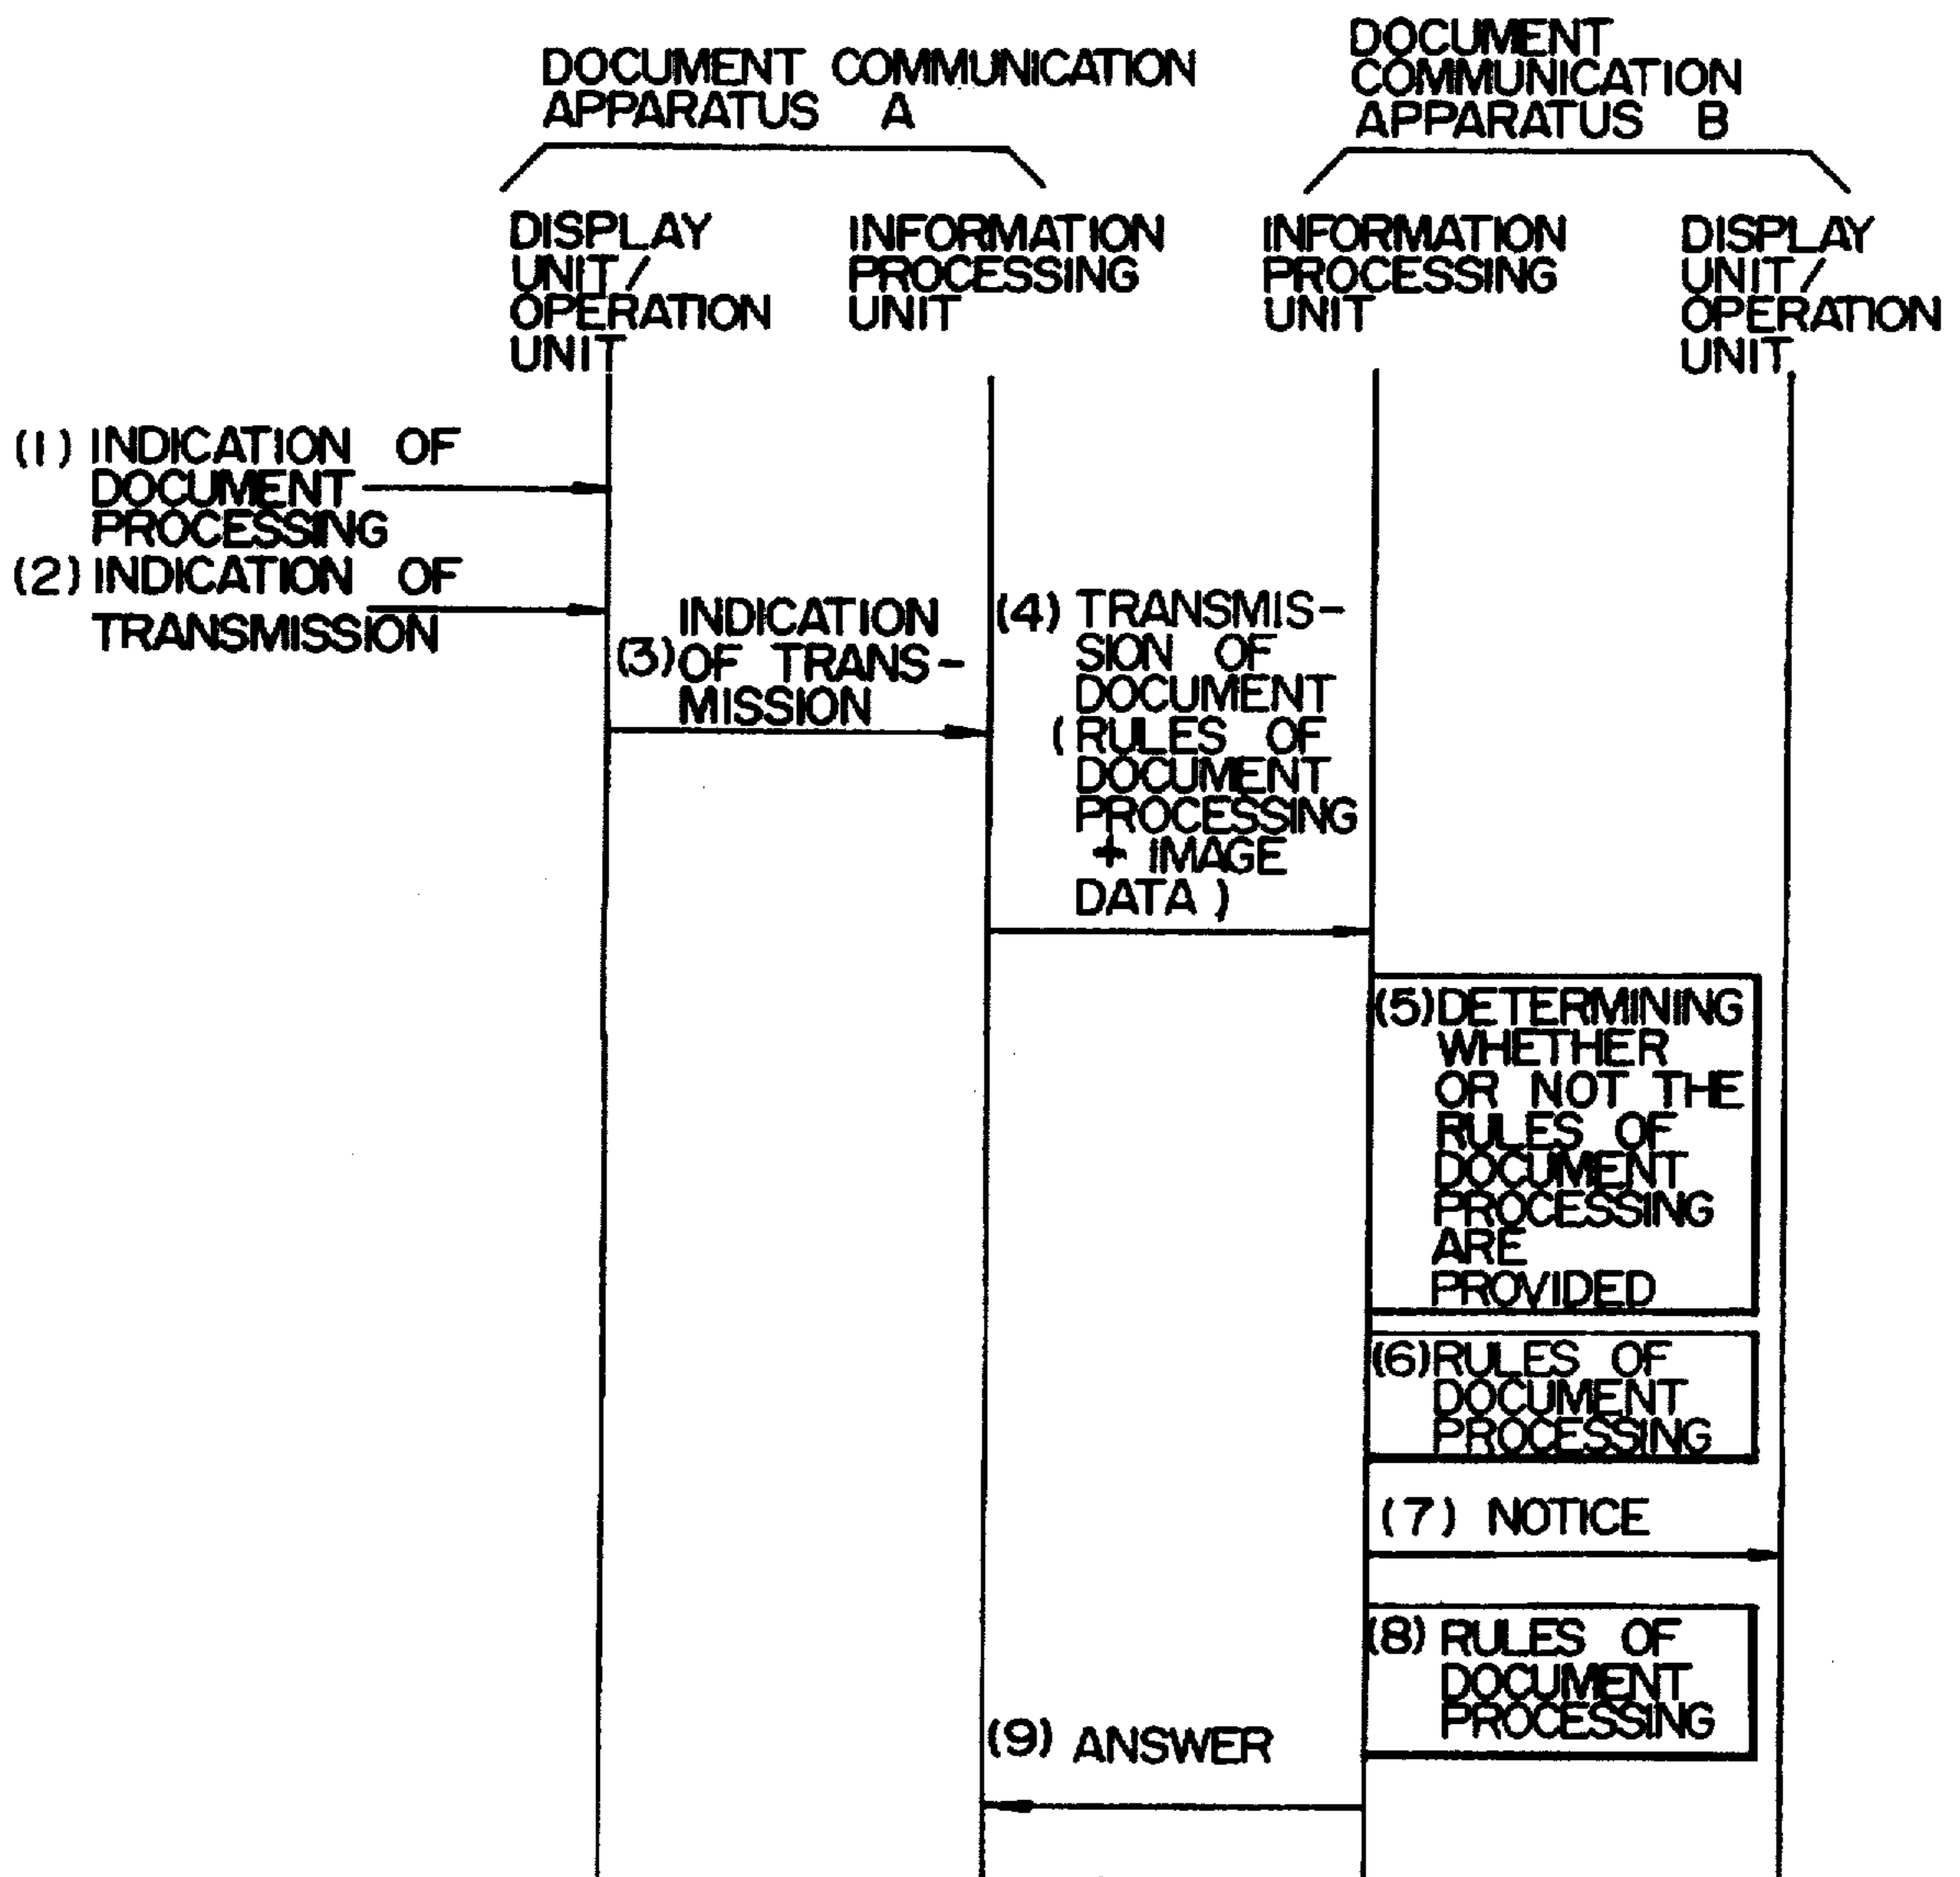 DOCUMENT COMMUNICATION
APPARATUS A
DOCUMENT
COMMUNICATION
APPARATUS B
DISPLAY
UNIT/
OPERATION
UNIT
INFORMATION
PROCESSING
UNIT
INFORMATION
PROCESSING
UNIT
DISPLAY
UNIT/
OPERATION
UNIT
(1) INDICATION OF
DOCUMENT
PROCESSING
(2) INDICATION OF
TRANSMISSION
INDICATION
(3) OF TRANS-
MISSION
(4) TRANSMIS-
SION OF
DOCUMENT
(RULES OF
DOCUMENT
PROCESSING
+ IMAGE
DATA)
(5) DETERMINING
WHETHER
OR NOT THE
RULES OF
DOCUMENT
PROCESSING
ARE
PROVIDED
(6) RULES OF
DOCUMENT
PROCESSING
(7) NOTICE
(8) RULES OF
DOCUMENT
PROCESSING
(9) ANSWER